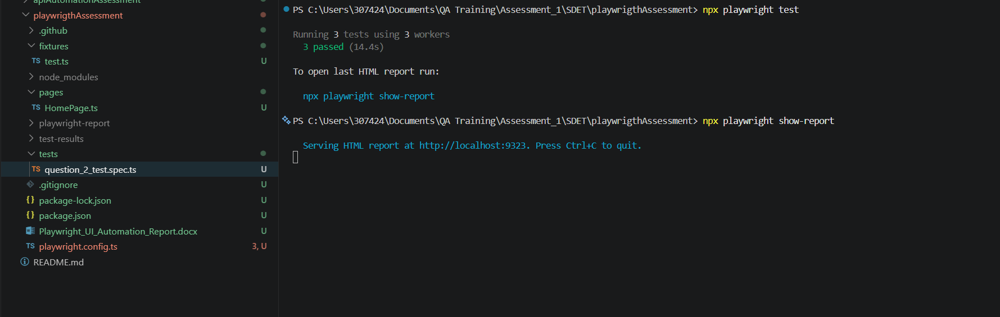 apiAutomationAssessment
playwrigthAssessment
.github
fixtures
TS test.ts U
node_modules
pages
TS HomePage.ts U
playwright-report
test-results
tests
TS question_2_test.spec.ts U
.gitignore U
{} package-lock.json U
{} package.json U
Playwright_UI_Automation_Report.docx U
TS playwright.config.ts 3, U
README.md
PS C:\Users\307424\Documents\QA Training\Assessment_1\SDET\playwrigthAssessment> npx playwright test
Running 3 tests using 3 workers
3 passed (14.4s)
To open last HTML report run:
npx playwright show-report
PS C:\Users\307424\Documents\QA Training\Assessment_1\SDET\playwrigthAssessment> npx playwright show-report
Serving HTML report at http://localhost:9323. Press Ctrl+C to quit.